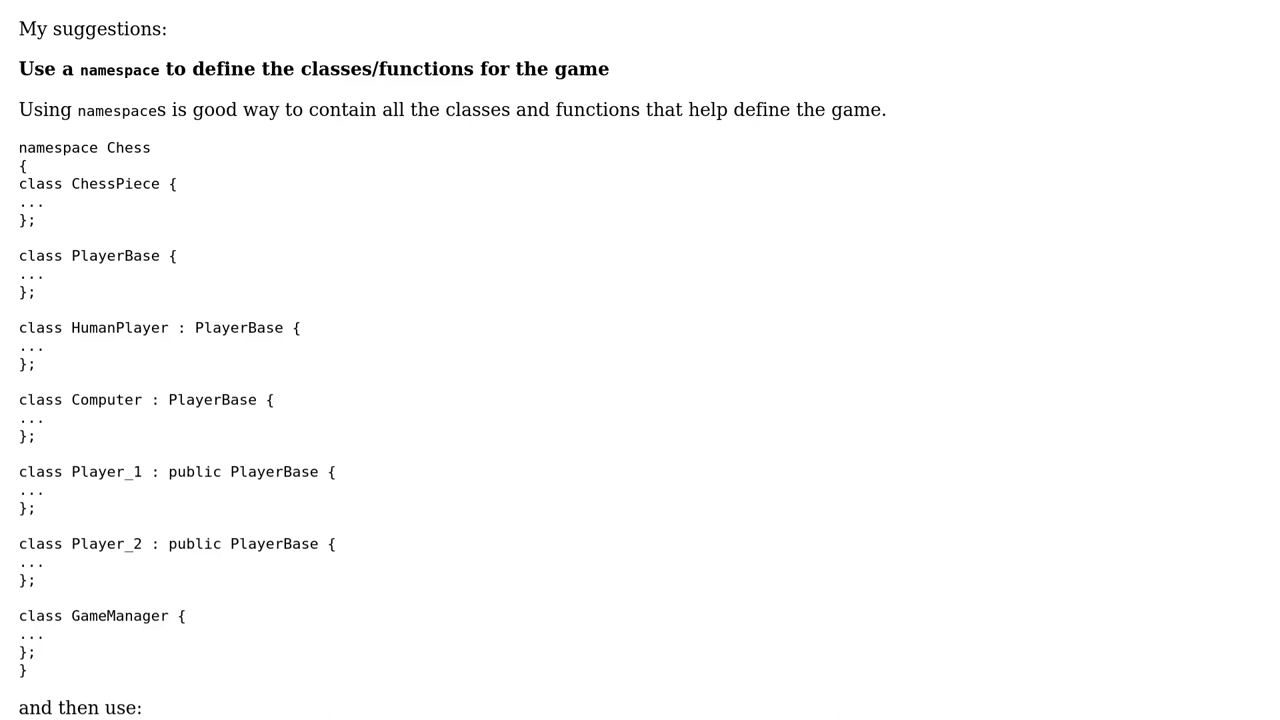 My suggestions:
Use a namespace to define the classes/functions for the game
Using namespaces is good way to contain all the classes and functions that help define the game.
namespace Chess
{
class ChessPiece {
...
};
class PlayerBase {
...
};
class HumanPlayer : PlayerBase {
...
};
class Computer : PlayerBase {
...
};
class Player_1 : public PlayerBase {
...
};
class Player_2 : public PlayerBase {
...
};
class GameManager {
...
};
}
and then use: